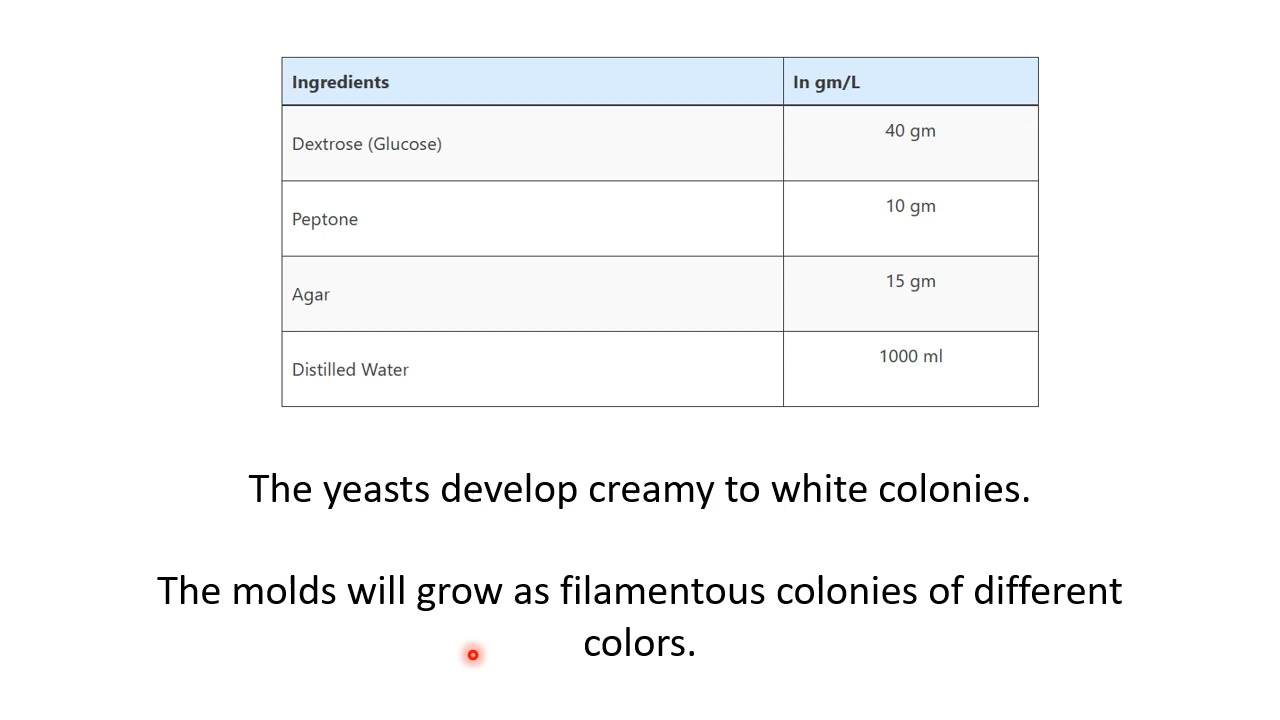 Ingredients In gm/L
Dextrose (Glucose) 40 gm
Peptone 10 gm
Agar 15 gm
Distilled Water 1000 ml
The yeasts develop creamy to white colonies.
The molds will grow as filamentous colonies of different
colors.